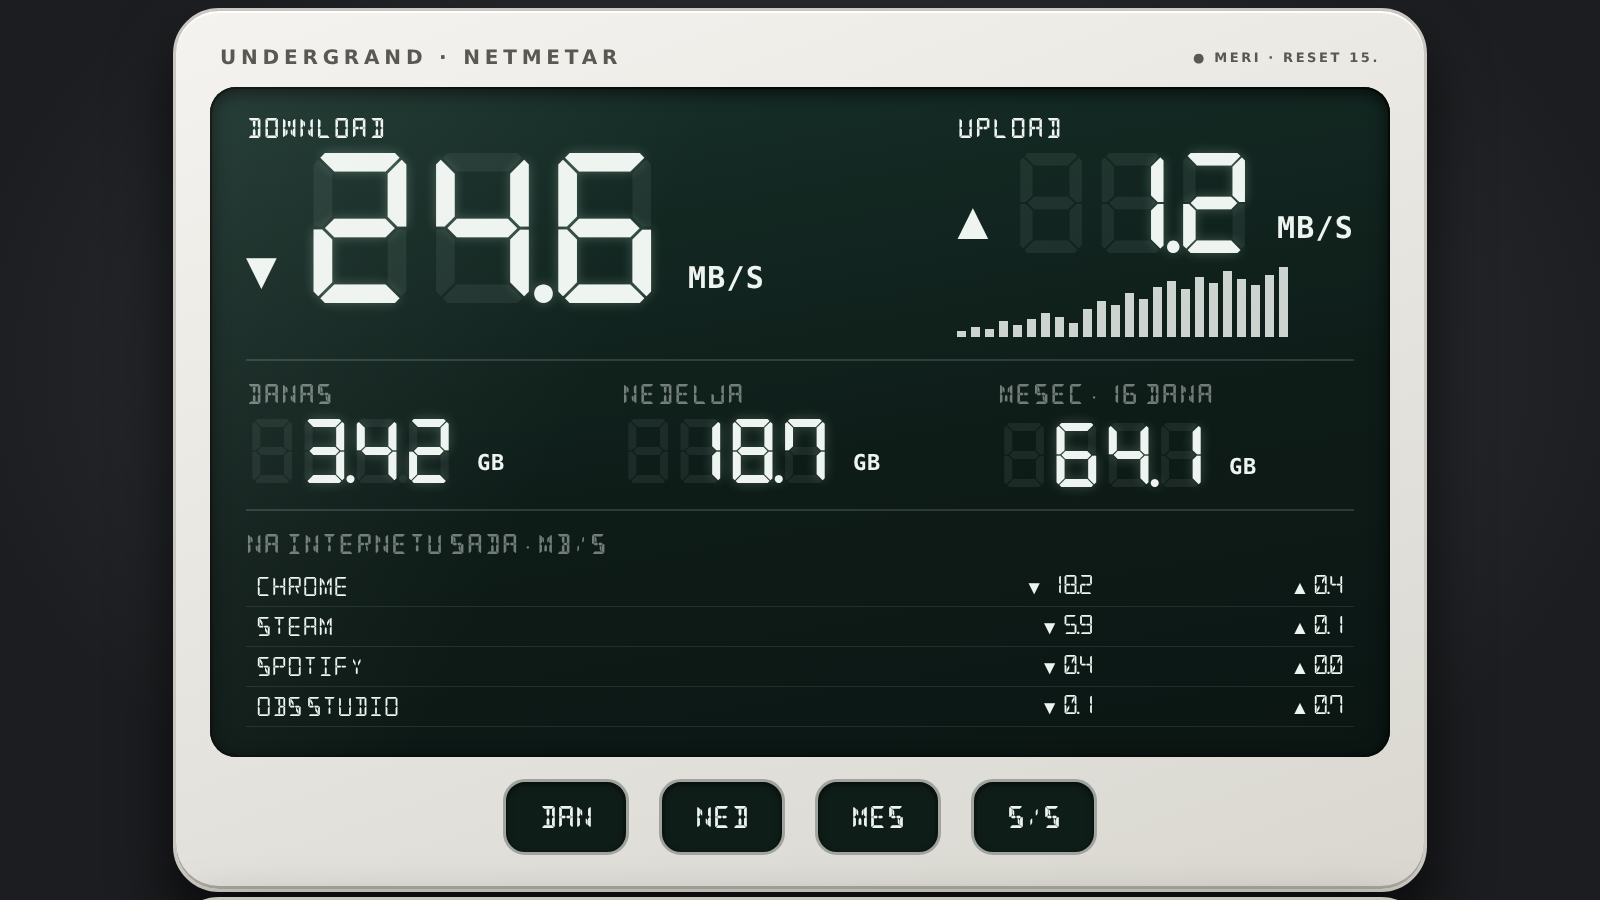 UNDERGRAND · NETMETAR
● MERI · RESET 15.
DOWNLOAD
▼ 24.6 MB/S
UPLOAD
▲ 1.2 MB/S
DANAS
3.42 GB
NEDELJA
18.7 GB
MESEC · 16 DANA
64.1 GB
NA INTERNETU SADA · MB/S
CHROME ▼ 18.2 ▲ 0.4
STEAM ▼ 5.9 ▲ 0.1
SPOTIFY ▼ 0.4 ▲ 0.0
OBS STUDIO ▼ 0.1 ▲ 0.7
DAN NED MES S/S